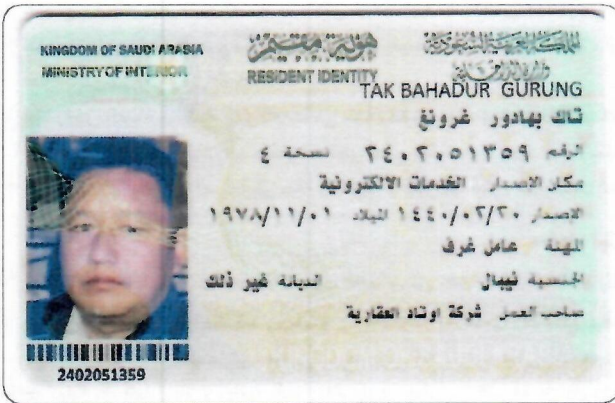 KINGDOM OF SAUDI ARABIA
MINISTRY OF INTERIOR
هوية مقيم
RESIDENT IDENTITY
المملكة العربية السعودية
وزارة الداخلية
TAK BAHADUR GURUNG
تاك بهادور غرونغ
الرقم ٢٤٠٢٠٥١٣٥٩ نسخة ٤
مكان الاصدار الخدمات الالكترونية
الاصدار ١٤٤٠/٠٢/٢٠ الميلاد ١٩٧٨/١١/٠١
المهنة عامل غرف
الجنسية نيبال الديانة غير ذلك
صاحب العمل شركة اوتاد العقارية
2402051359